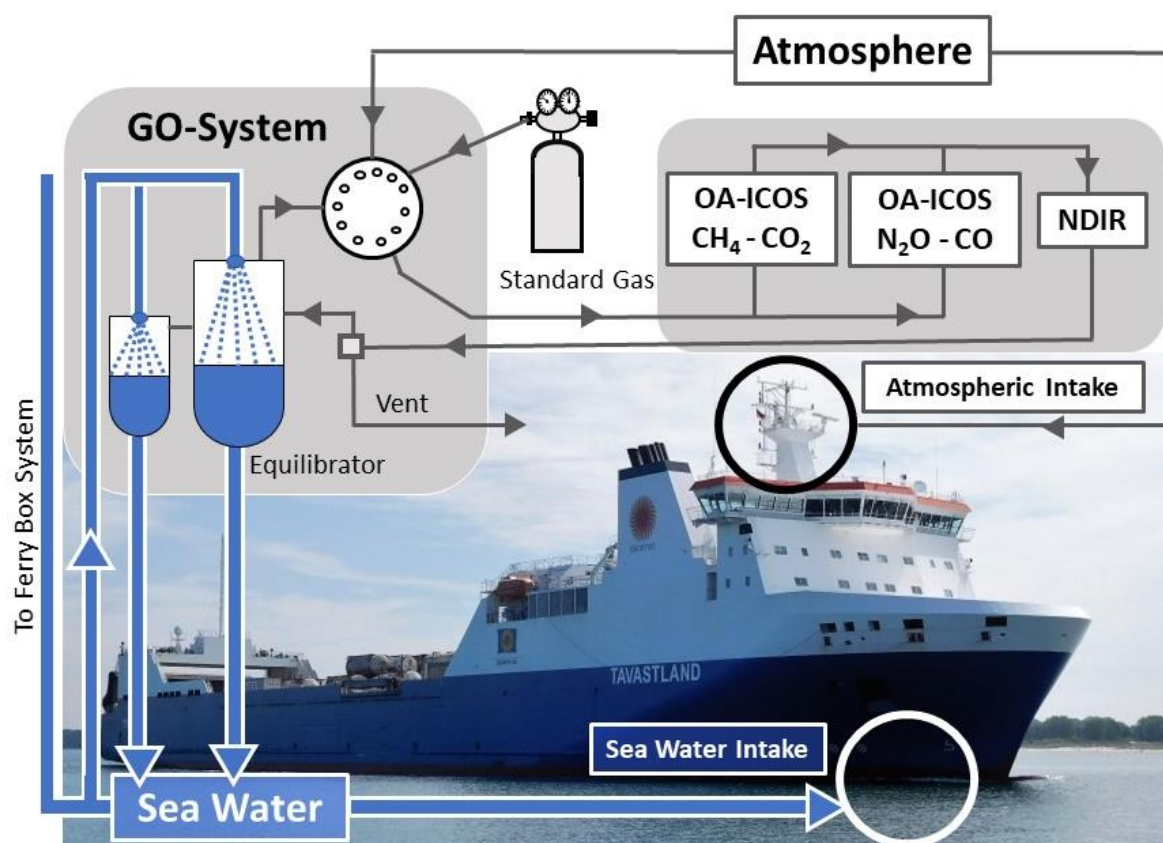 Atmosphere
GO-System
OA-ICOS
CH₄ - CO₂
OA-ICOS
N₂O - CO
NDIR
Standard Gas
Atmospheric Intake
Vent
Equilibrator
To Ferry Box System
TAVASTLAND
Sea Water Intake
Sea Water